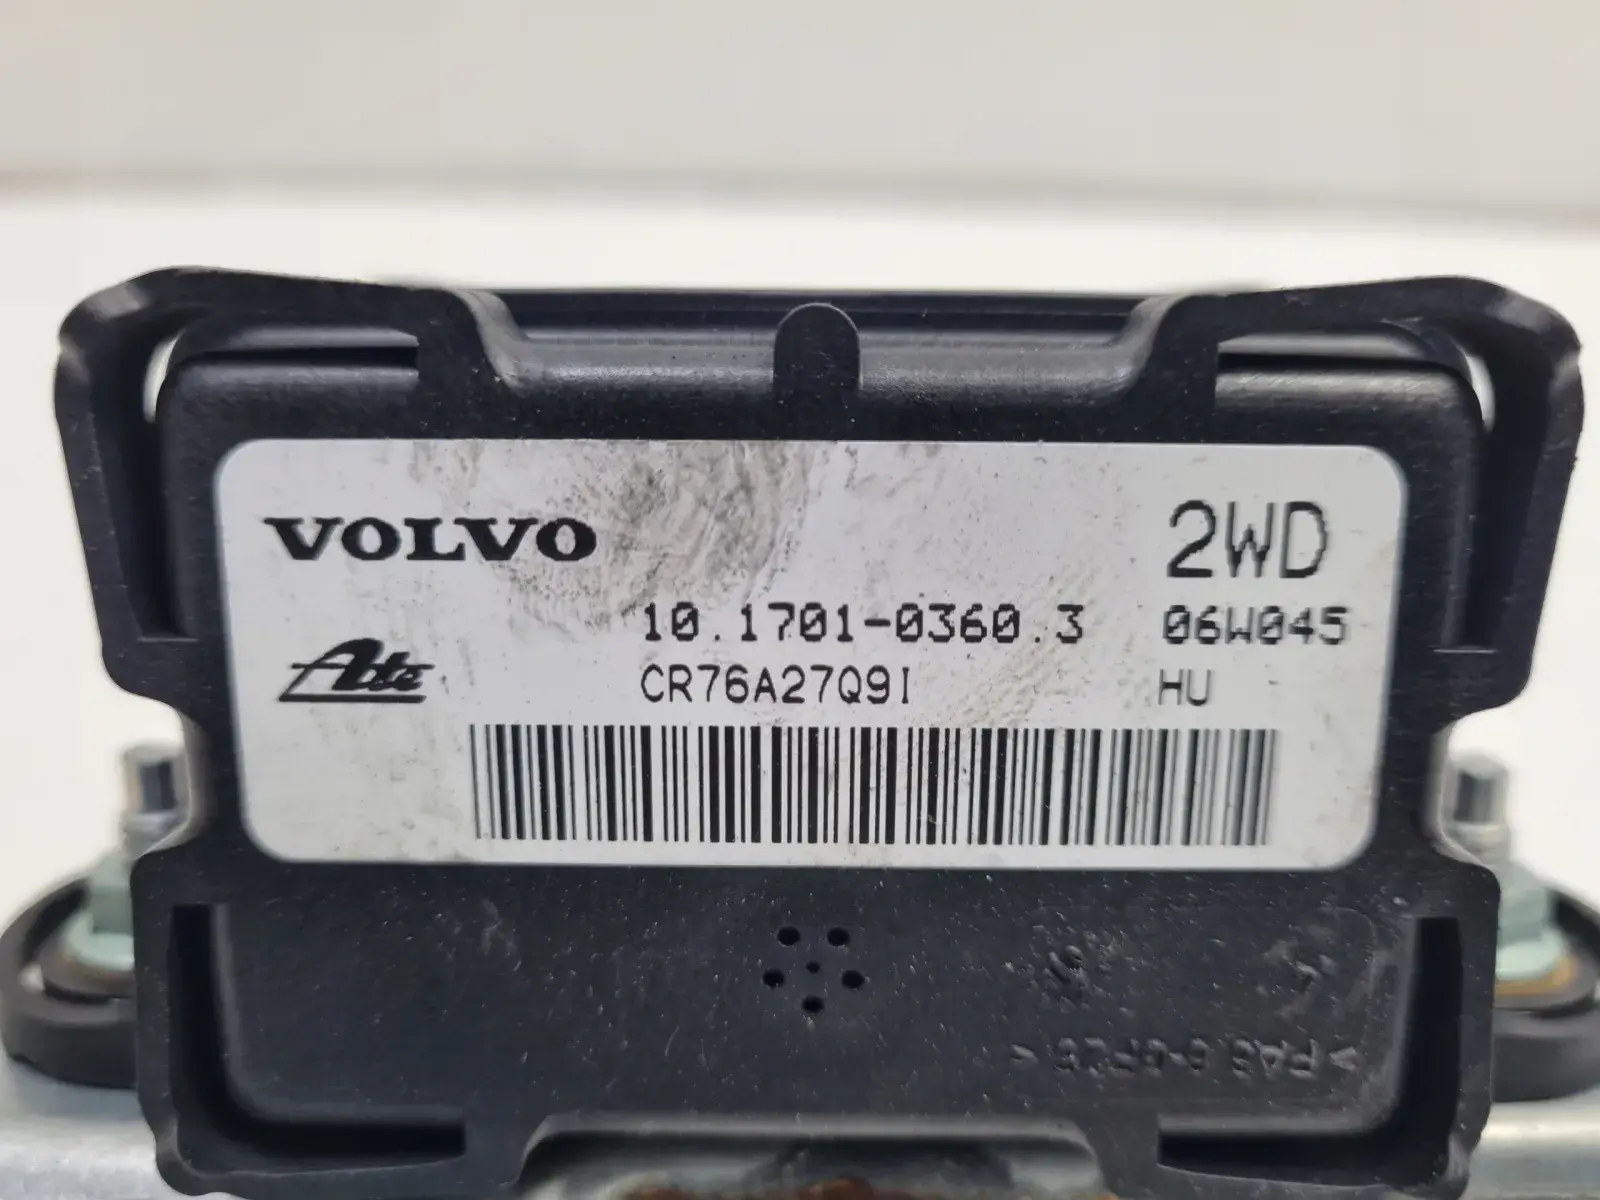 VOLVO
2WD
10.1701-0360.3 06W045
Ate
CR76A27Q9I HU